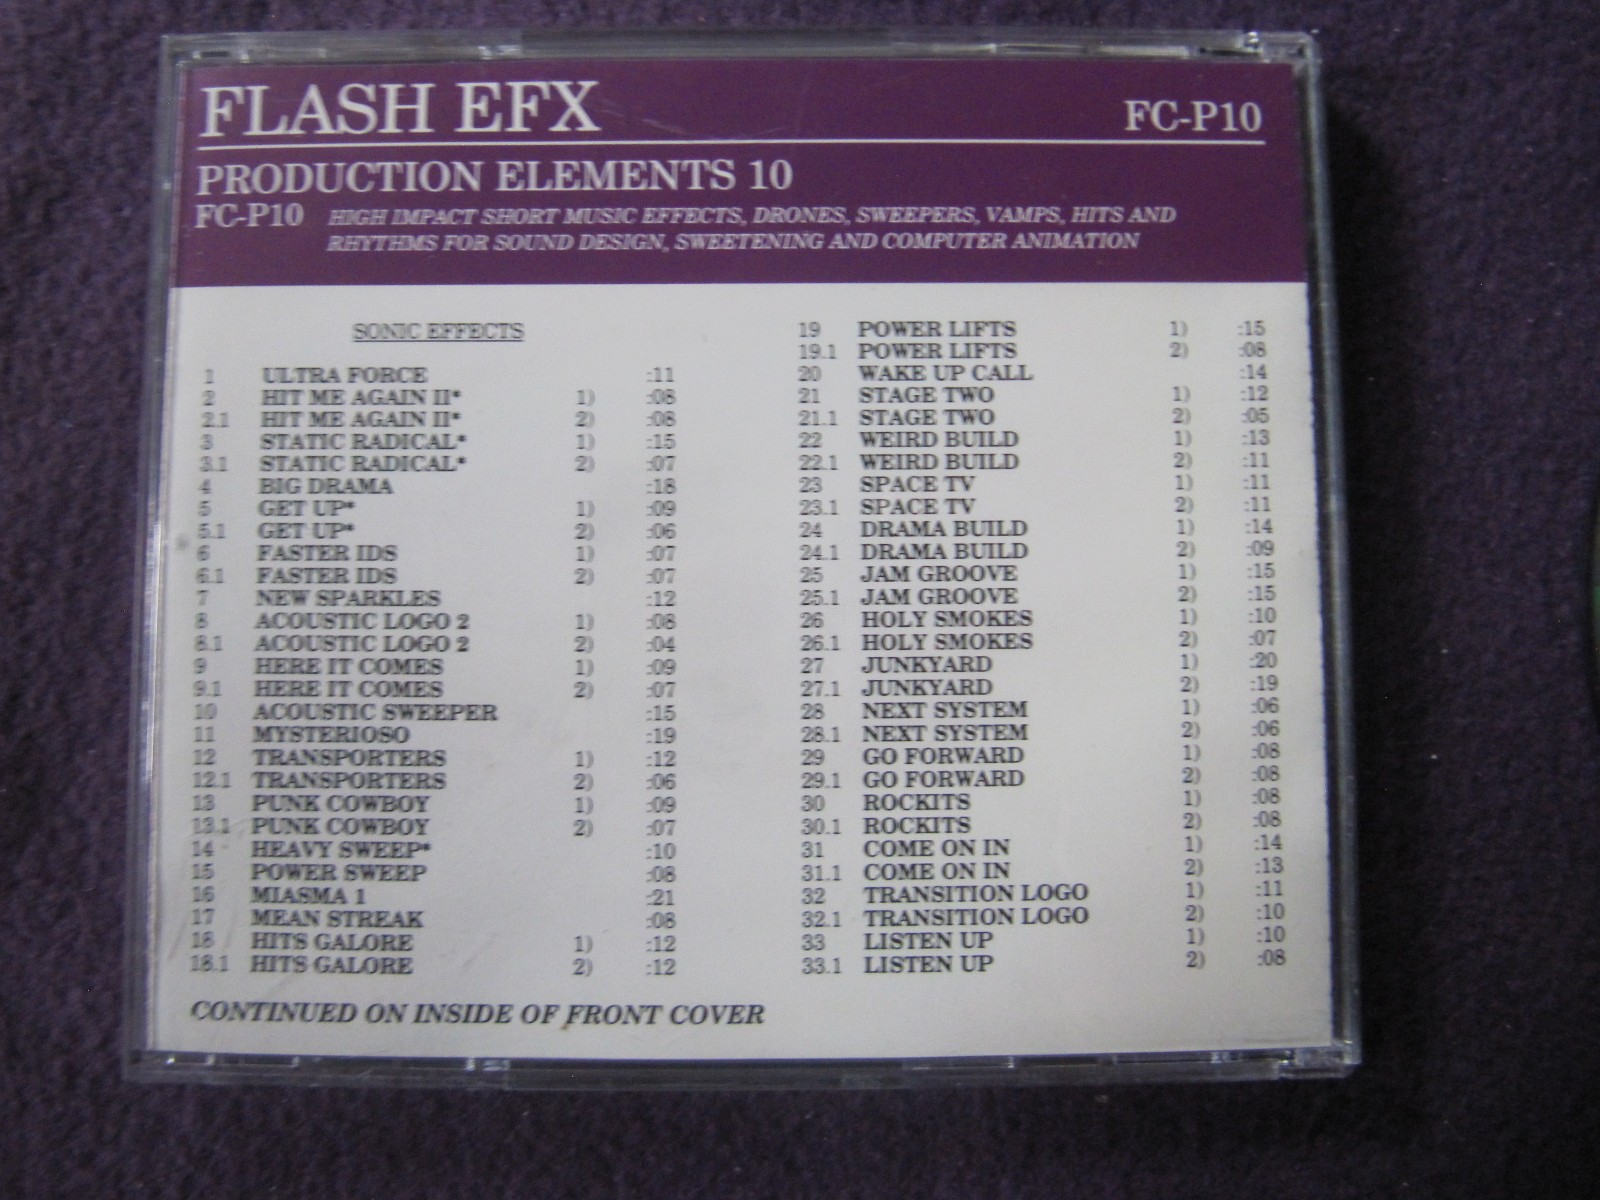 FLASH EFX FC-P10
PRODUCTION ELEMENTS 10
FC-P10 HIGH IMPACT SHORT MUSIC EFFECTS, DRONES, SWEEPERS, VAMPS, HITS AND
RHYTHMS FOR SOUND DESIGN, SWEETENING AND COMPUTER ANIMATION
SONIC EFFECTS
1 ULTRA FORCE :11
2 HIT ME AGAIN II* 1) :08
2.1 HIT ME AGAIN II* 2) :08
3 STATIC RADICAL* 1) :15
3.1 STATIC RADICAL* 2) :07
4 BIG DRAMA :18
5 GET UP* 1) :09
5.1 GET UP* 2) :06
6 FASTER IDS 1) :07
6.1 FASTER IDS 2) :07
7 NEW SPARKLES :12
8 ACOUSTIC LOGO 2 1) :08
8.1 ACOUSTIC LOGO 2 2) :04
9 HERE IT COMES 1) :09
9.1 HERE IT COMES 2) :07
10 ACOUSTIC SWEEPER :15
11 MYSTERIOSO :19
12 TRANSPORTERS 1) :12
12.1 TRANSPORTERS 2) :06
13 PUNK COWBOY 1) :09
13.1 PUNK COWBOY 2) :07
14 HEAVY SWEEP* :10
15 POWER SWEEP :08
16 MIASMA 1 :21
17 MEAN STREAK :08
18 HITS GALORE 1) :12
18.1 HITS GALORE 2) :12
19 POWER LIFTS 1) :15
19.1 POWER LIFTS 2) :08
20 WAKE UP CALL :14
21 STAGE TWO 1) :12
21.1 STAGE TWO 2) :05
22 WEIRD BUILD 1) :13
22.1 WEIRD BUILD 2) :11
23 SPACE TV 1) :11
23.1 SPACE TV 2) :11
24 DRAMA BUILD 1) :14
24.1 DRAMA BUILD 2) :09
25 JAM GROOVE 1) :15
25.1 JAM GROOVE 2) :15
26 HOLY SMOKES 1) :10
26.1 HOLY SMOKES 2) :07
27 JUNKYARD 1) :20
27.1 JUNKYARD 2) :19
28 NEXT SYSTEM 1) :06
28.1 NEXT SYSTEM 2) :06
29 GO FORWARD 1) :08
29.1 GO FORWARD 2) :08
30 ROCKITS 1) :08
30.1 ROCKITS 2) :08
31 COME ON IN 1) :14
31.1 COME ON IN 2) :13
32 TRANSITION LOGO 1) :11
32.1 TRANSITION LOGO 2) :10
33 LISTEN UP 1) :10
33.1 LISTEN UP 2) :08
CONTINUED ON INSIDE OF FRONT COVER